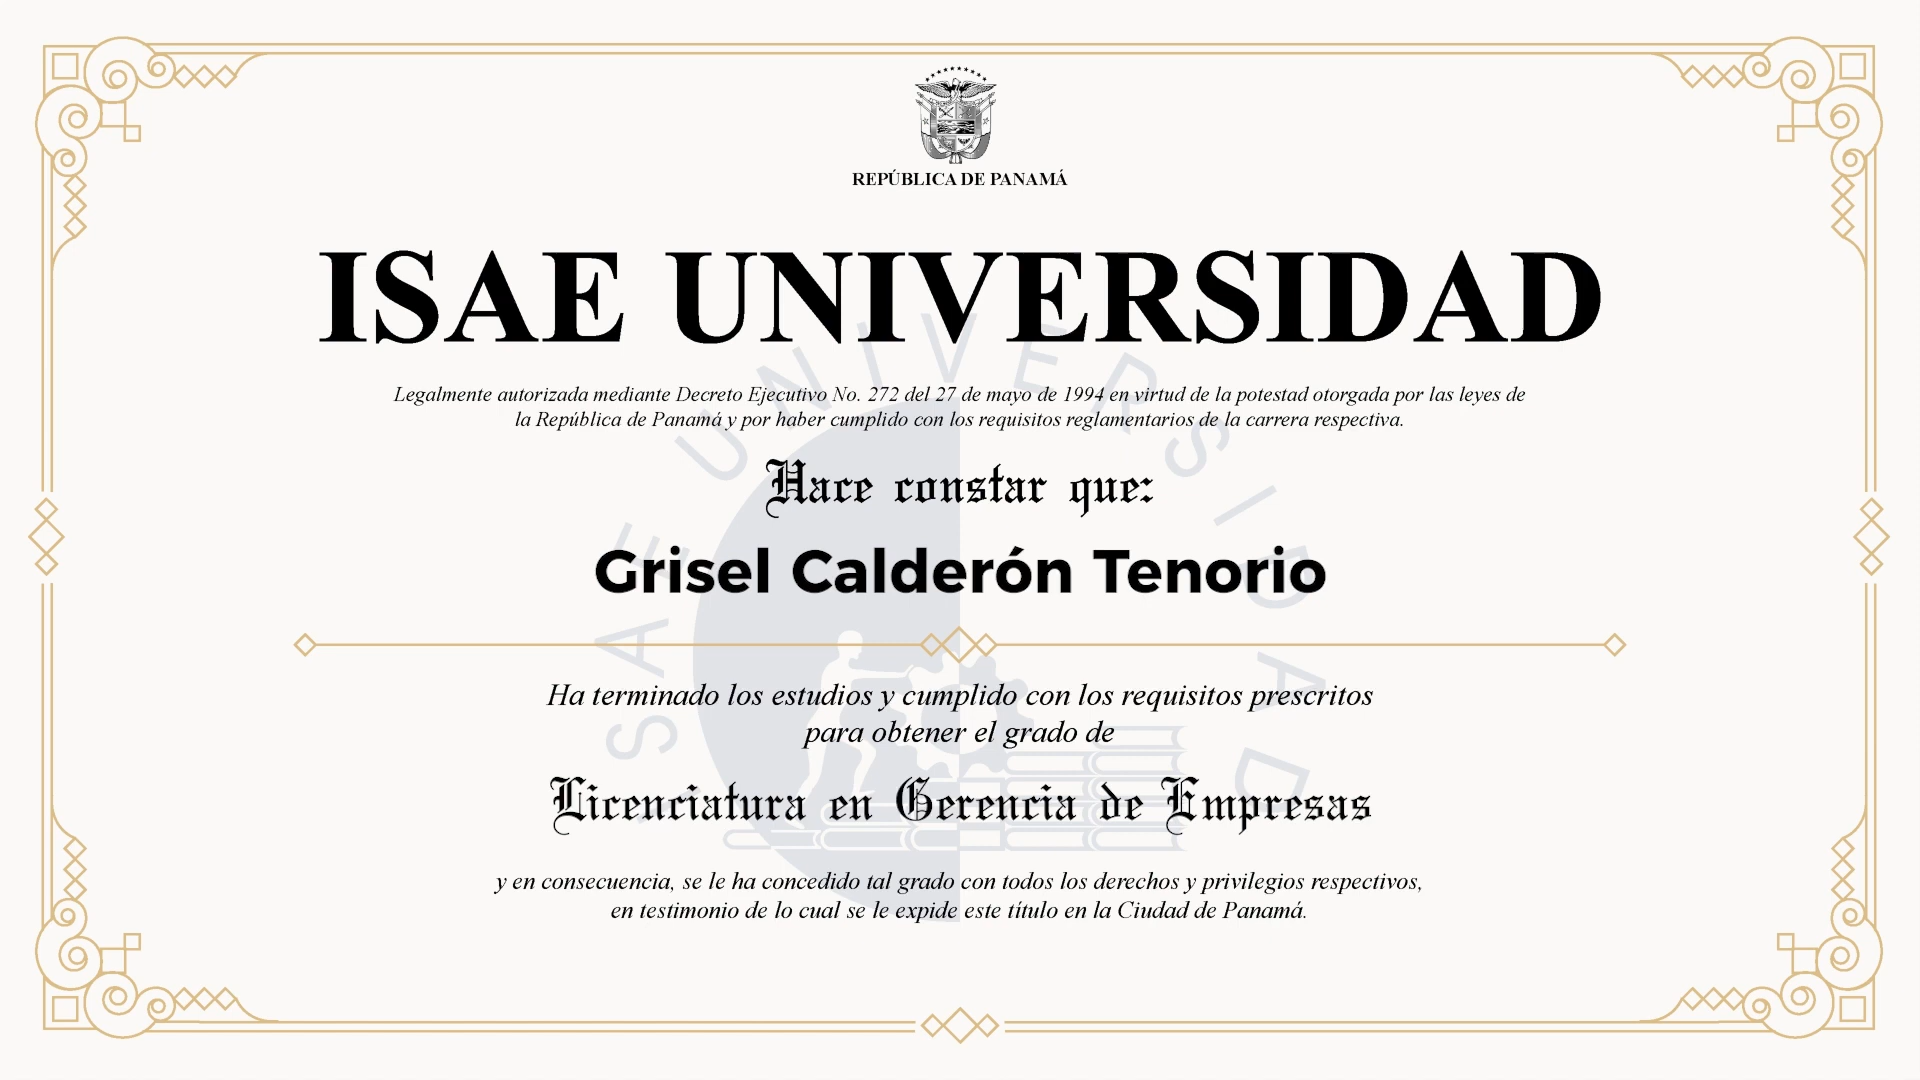 REPÚBLICA DE PANAMÁ
ISAE UNIVERSIDAD
Legalmente autorizada mediante Decreto Ejecutivo No. 272 del 27 de mayo de 1994 en virtud de la potestad otorgada por las leyes de
la República de Panamá y por haber cumplido con los requisitos reglamentarios de la carrera respectiva.
Hace constar que:
Grisel Calderón Tenorio
Ha terminado los estudios y cumplido con los requisitos prescritos
para obtener el grado de
Licenciatura en Gerencia de Empresas
y en consecuencia, se le ha concedido tal grado con todos los derechos y privilegios respectivos,
en testimonio de lo cual se le expide este título en la Ciudad de Panamá.
ISAE UNIVERSIDAD